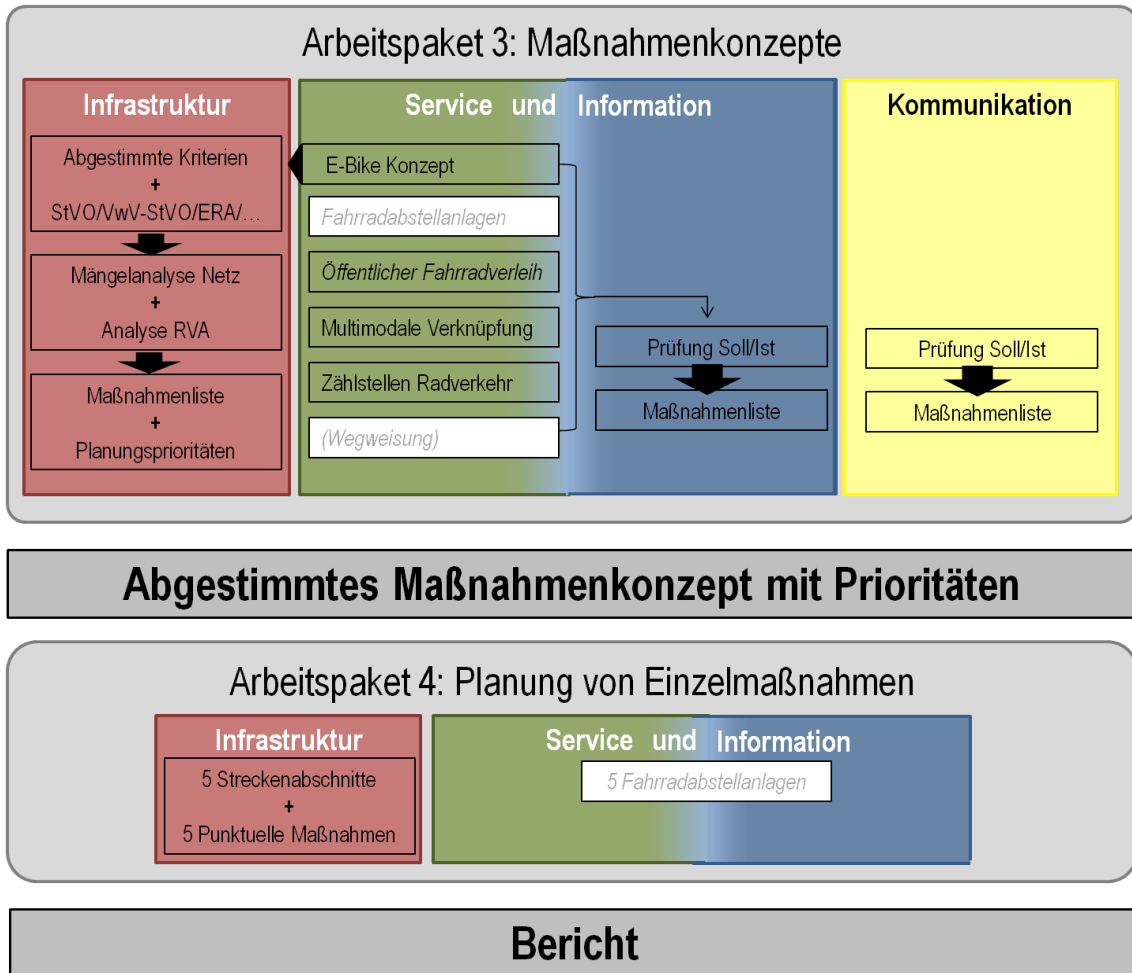 Arbeitspaket 3: Maßnahmenkonzepte
Infrastruktur
Abgestimmte Kriterien
+
StVO/VwV-StVO/ERA/…
Mängelanalyse Netz
+
Analyse RVA
Maßnahmenliste
+
Planungsprioritäten
Service und Information
E-Bike Konzept
Fahrradabstellanlagen
Öffentlicher Fahrradverleih
Multimodale Verknüpfung
Zählstellen Radverkehr
(Wegweisung)
Prüfung Soll/Ist
Maßnahmenliste
Kommunikation
Prüfung Soll/Ist
Maßnahmenliste
Abgestimmtes Maßnahmenkonzept mit Prioritäten
Arbeitspaket 4: Planung von Einzelmaßnahmen
Infrastruktur
5 Streckenabschnitte
+
5 Punktuelle Maßnahmen
Service und Information
5 Fahrradabstellanlagen
Bericht